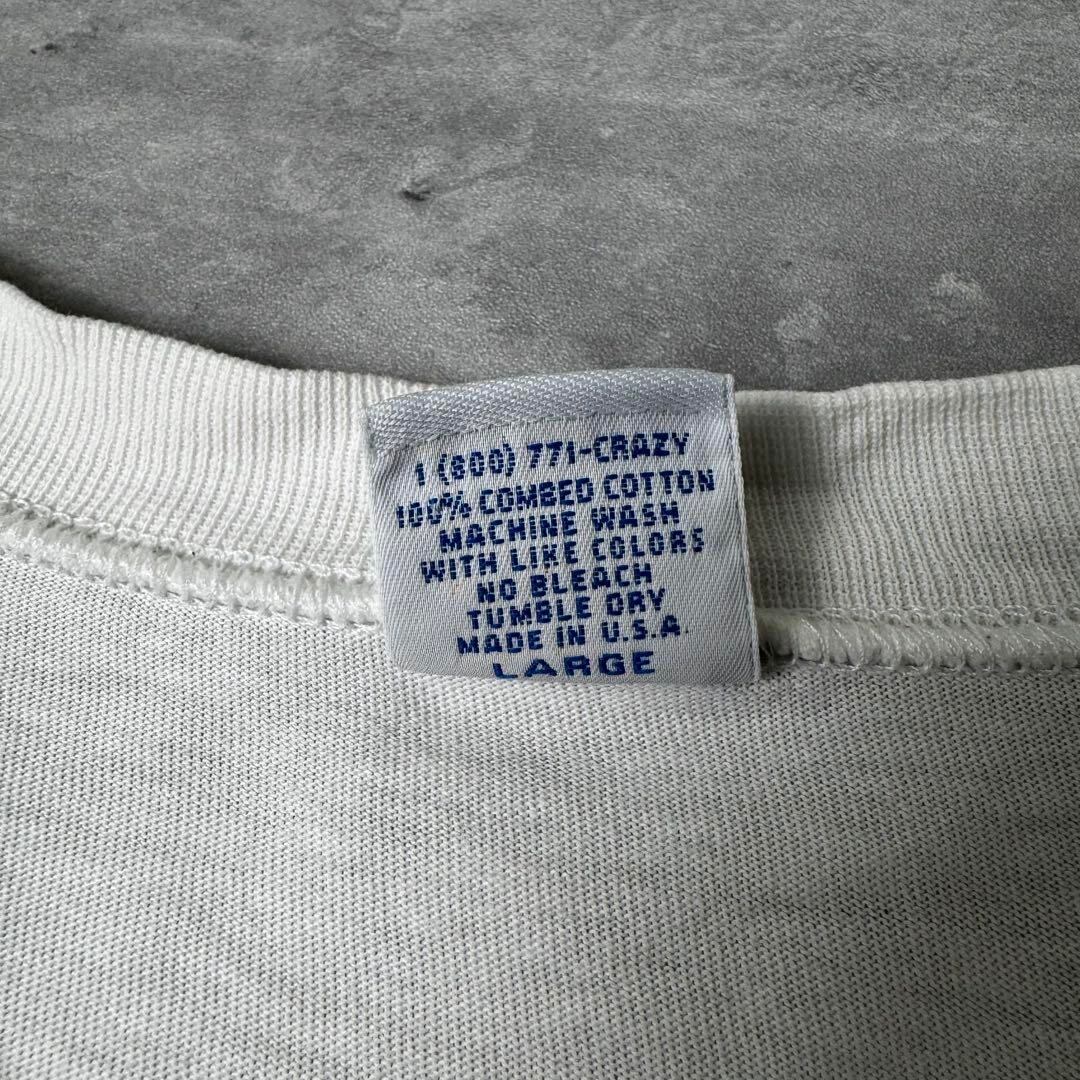 1 (800) 771-CRAZY
100% COMBED COTTON
MACHINE WASH
WITH LIKE COLORS
NO BLEACH
TUMBLE DRY
MADE IN U.S.A.
LARGE